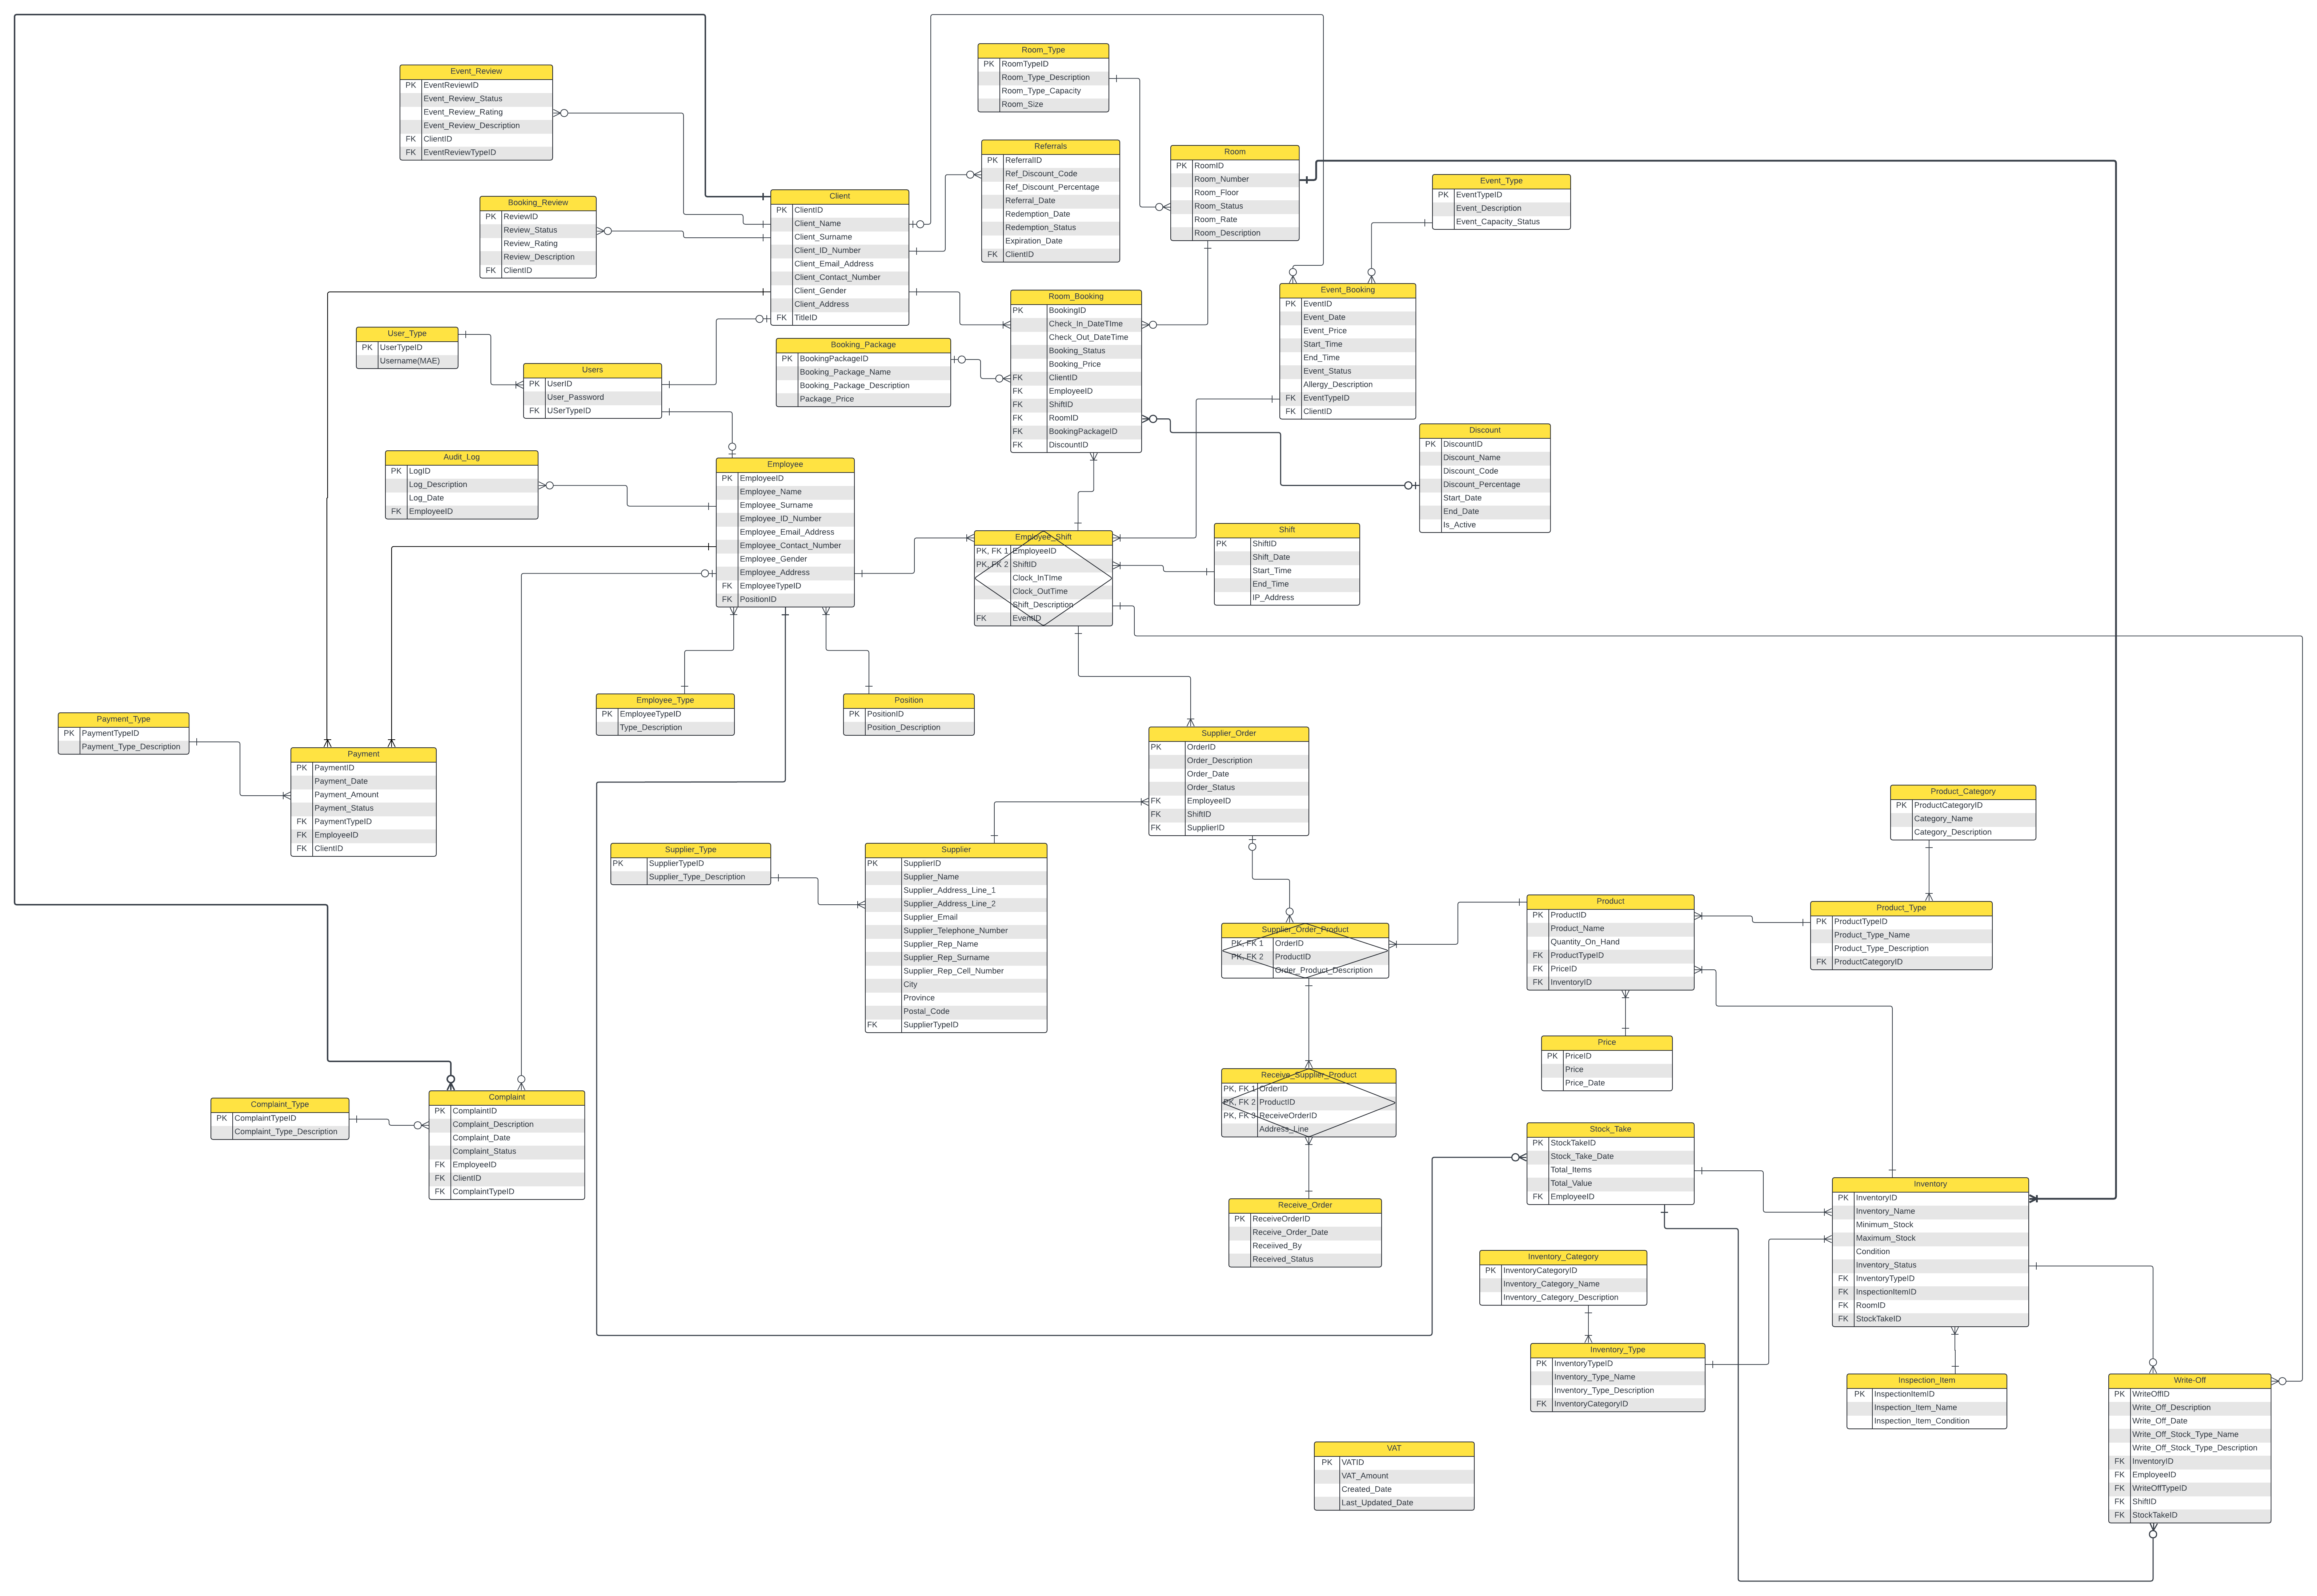 Room_Type
PK RoomTypeID
Room_Type_Description
Room_Type_Capacity
Room_Size
Event_Review
PK EventReviewID
Event_Review_Status
Event_Review_Rating
Event_Review_Description
FK ClientID
FK EventReviewTypeID
Referrals
PK ReferralID
Ref_Discount_Code
Ref_Discount_Percentage
Referral_Date
Redemption_Date
Redemption_Status
Expiration_Date
FK ClientID
Room
PK RoomID
Room_Number
Room_Floor
Room_Status
Room_Rate
Room_Description
Event_Type
PK EventTypeID
Event_Description
Event_Capacity_Status
Client
PK ClientID
Client_Name
Client_Surname
Client_ID_Number
Client_Email_Address
Client_Contact_Number
Client_Gender
Client_Address
FK TitleID
Booking_Review
PK ReviewID
Review_Status
Review_Rating
Review_Description
FK ClientID
Room_Booking
PK BookingID
Check_In_DateTIme
Check_Out_DateTime
Booking_Status
Booking_Price
FK ClientID
FK EmployeeID
FK ShiftID
FK RoomID
FK BookingPackageID
FK DiscountID
Event_Booking
PK EventID
Event_Date
Event_Price
Start_Time
End_Time
Event_Status
Allergy_Description
FK EventTypeID
FK ClientID
User_Type
PK UserTypeID
Username(MAE)
Booking_Package
PK BookingPackageID
Booking_Package_Name
Booking_Package_Description
Package_Price
Users
PK UserID
User_Password
FK USerTypeID
Discount
PK DiscountID
Discount_Name
Discount_Code
Discount_Percentage
Start_Date
End_Date
Is_Active
Audit_Log
PK LogID
Log_Description
Log_Date
FK EmployeeID
Employee
PK EmployeeID
Employee_Name
Employee_Surname
Employee_ID_Number
Employee_Email_Address
Employee_Contact_Number
Employee_Gender
Employee_Address
FK EmployeeTypeID
FK PositionID
Employee_Shift
PK, FK 1 EmployeeID
PK, FK 2 ShiftID
Clock_InTIme
Clock_OutTime
Shift_Description
FK EventID
Shift
PK ShiftID
Shift_Date
Start_Time
End_Time
IP_Address
Employee_Type
PK EmployeeTypeID
Type_Description
Position
PK PositionID
Position_Description
Payment_Type
PK PaymentTypeID
Payment_Type_Description
Payment
PK PaymentID
Payment_Date
Payment_Amount
Payment_Status
FK PaymentTypeID
FK EmployeeID
FK ClientID
Supplier_Order
PK OrderID
Order_Description
Order_Date
Order_Status
FK EmployeeID
FK ShiftID
FK SupplierID
Product_Category
PK ProductCategoryID
Category_Name
Category_Description
Supplier_Type
PK SupplierTypeID
Supplier_Type_Description
Supplier
PK SupplierID
Supplier_Name
Supplier_Address_Line_1
Supplier_Address_Line_2
Supplier_Email
Supplier_Telephone_Number
Supplier_Rep_Name
Supplier_Rep_Surname
Supplier_Rep_Cell_Number
City
Province
Postal_Code
FK SupplierTypeID
Product
PK ProductID
Product_Name
Quantity_On_Hand
FK ProductTypeID
FK PriceID
FK InventoryID
Product_Type
PK ProductTypeID
Product_Type_Name
Product_Type_Description
FK ProductCategoryID
Supplier_Order_Product
PK, FK 1 OrderID
PK, FK 2 ProductID
Order_Product_Description
Price
PK PriceID
Price
Price_Date
Receive_Supplier_Product
PK, FK 1 OrderID
PK, FK 2 ProductID
PK, FK 3 ReceiveOrderID
Address_Line
Complaint_Type
PK ComplaintTypeID
Complaint_Type_Description
Complaint
PK ComplaintID
Complaint_Description
Complaint_Date
Complaint_Status
FK EmployeeID
FK ClientID
FK ComplaintTypeID
Stock_Take
PK StockTakeID
Stock_Take_Date
Total_Items
Total_Value
FK EmployeeID
Inventory
PK InventoryID
Inventory_Name
Minimum_Stock
Maximum_Stock
Condition
Inventory_Status
FK InventoryTypeID
FK InspectionItemID
FK RoomID
FK StockTakeID
Receive_Order
PK ReceiveOrderID
Receive_Order_Date
Receiived_By
Received_Status
Inventory_Category
PK InventoryCategoryID
Inventory_Category_Name
Inventory_Category_Description
Inventory_Type
PK InventoryTypeID
Inventory_Type_Name
Inventory_Type_Description
FK InventoryCategoryID
Inspection_Item
PK InspectionItemID
Inspection_Item_Name
Inspection_Item_Condition
Write-Off
PK WriteOffID
Write_Off_Description
Write_Off_Date
Write_Off_Stock_Type_Name
Write_Off_Stock_Type_Description
FK InventoryID
FK EmployeeID
FK WriteOffTypeID
FK ShiftID
FK StockTakeID
VAT
PK VATID
VAT_Amount
Created_Date
Last_Updated_Date